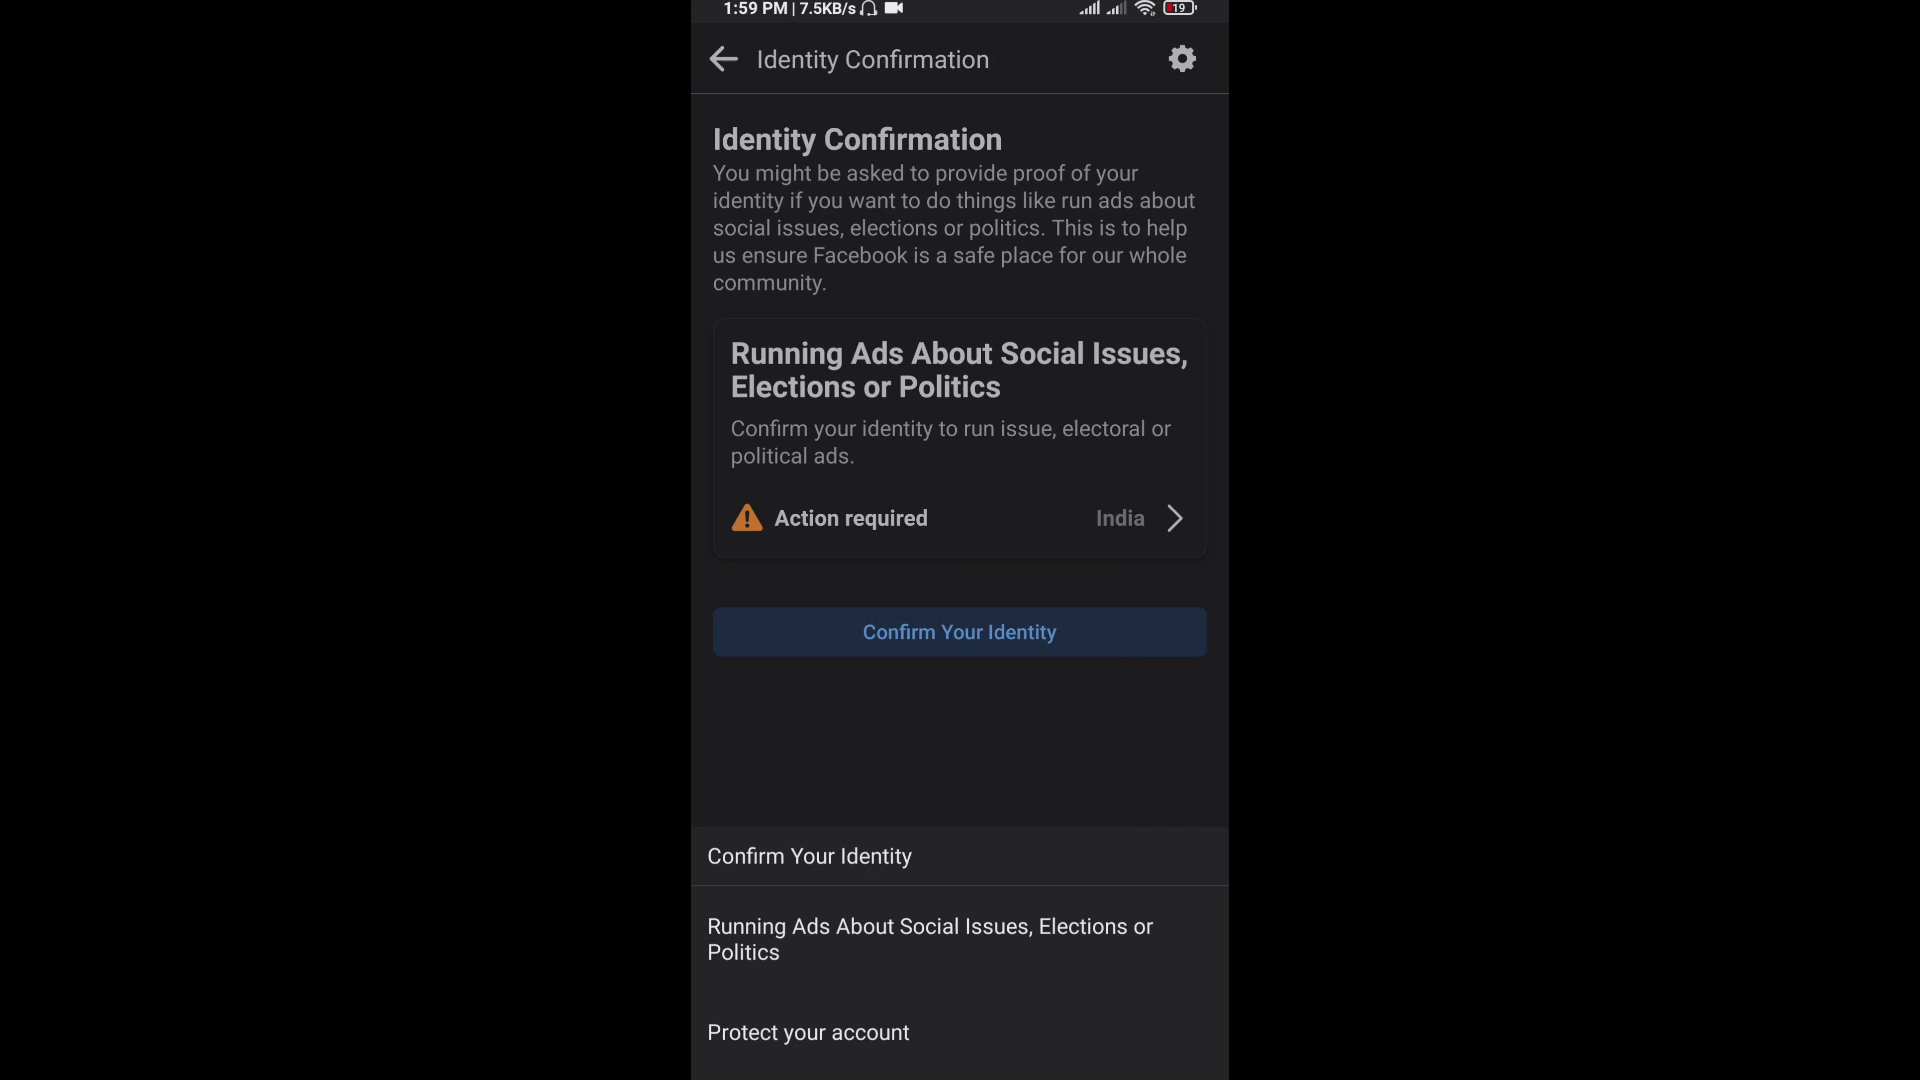 1:59 PM | 7.5KB/s 19
Identity Confirmation
Identity Confirmation
You might be asked to provide proof of your
identity if you want to do things like run ads about
social issues, elections or politics. This is to help
us ensure Facebook is a safe place for our whole
community.
Running Ads About Social Issues,
Elections or Politics
Confirm your identity to run issue, electoral or
political ads.
Action required India
Confirm Your Identity
Confirm Your Identity
Running Ads About Social Issues, Elections or
Politics
Protect your account